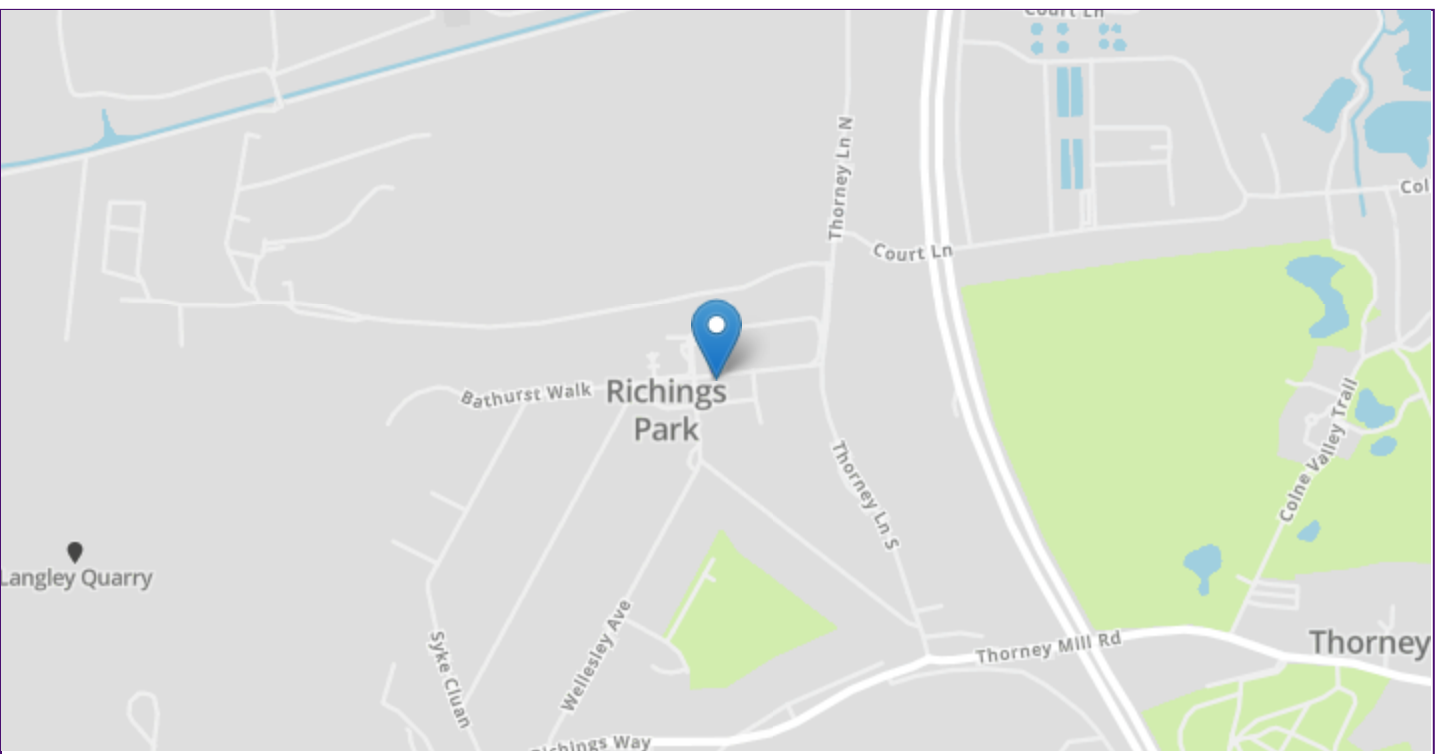 Court Ln
Thorney Ln N
Col
Court Ln
Bathurst Walk
Richings
Park
Colne Valley Trail
Thorney Ln S
Langley Quarry
Wellesley Ave
Syke Cluan
Thorney Mill Rd
Thorney
Richings Way